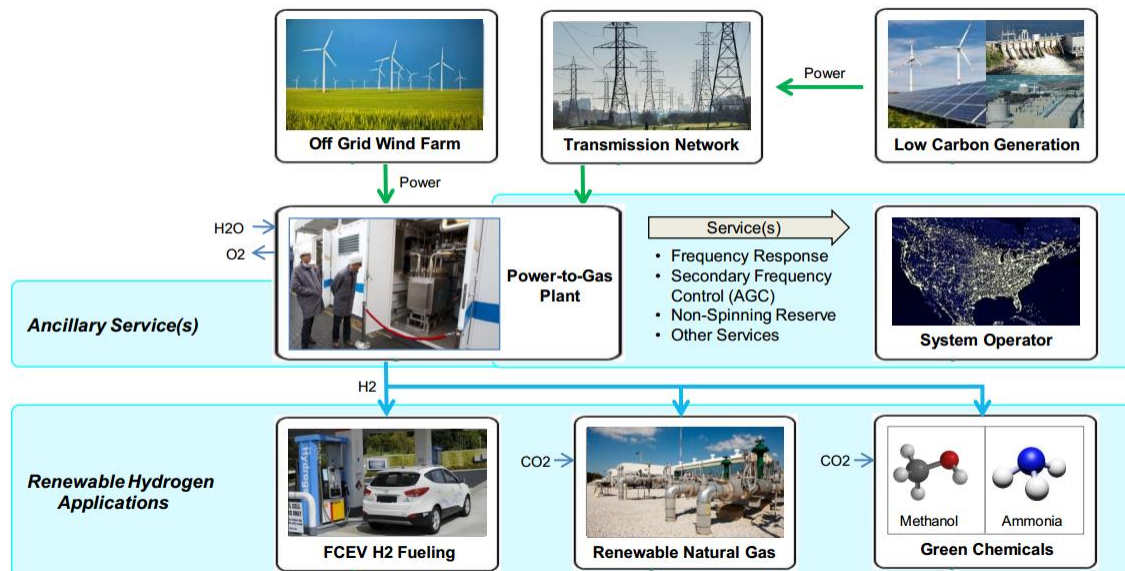 Off Grid Wind Farm
Transmission Network
Power
Low Carbon Generation
Power
H2O
O2
Power-to-Gas
Plant
Service(s)
• Frequency Response
• Secondary Frequency
Control (AGC)
• Non-Spinning Reserve
• Other Services
System Operator
Ancillary Service(s)
H2
Renewable Hydrogen
Applications
Hydrogen
FCEV H2 Fueling
CO2
Renewable Natural Gas
CO2
Methanol
Ammonia
Green Chemicals